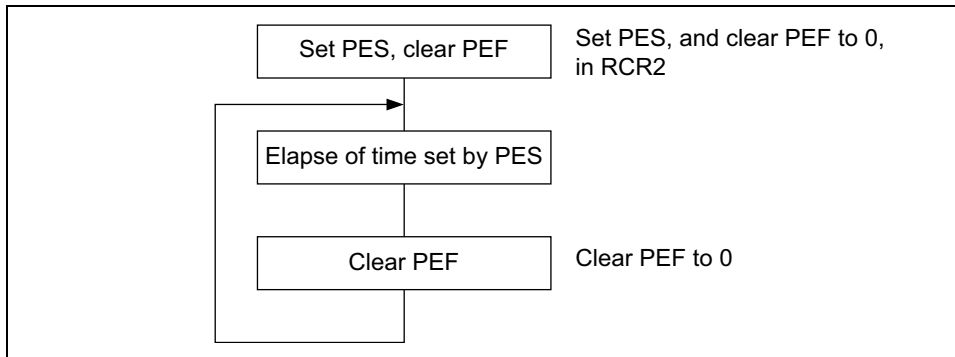 Set PES, clear PEF
Set PES, and clear PEF to 0,
in RCR2
Elapse of time set by PES
Clear PEF
Clear PEF to 0